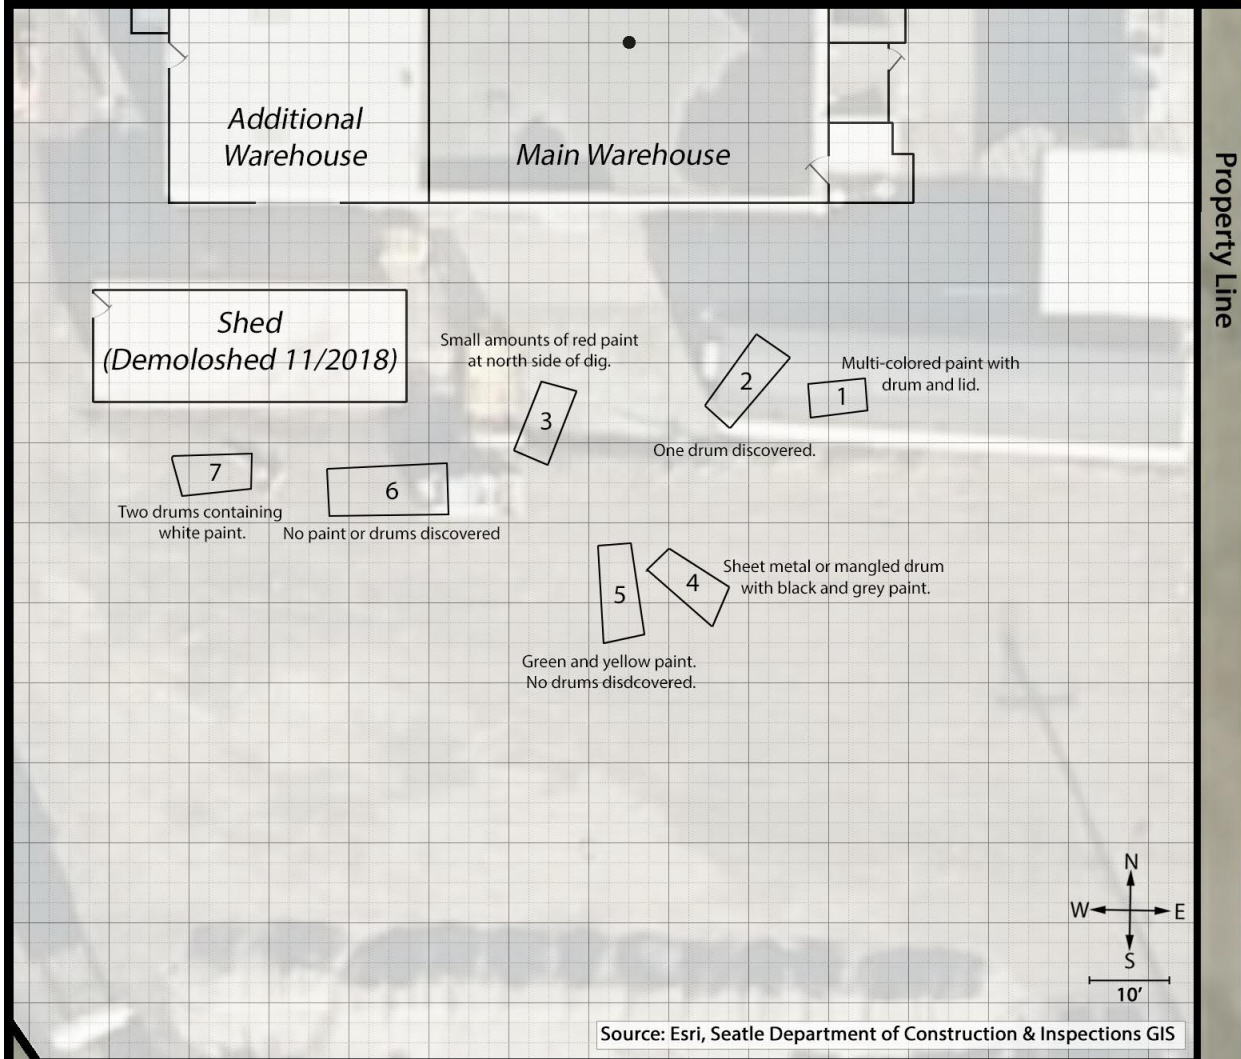 Additional
Warehouse
Main Warehouse
Property Line
Shed
(Demoloshed 11/2018)
Small amounts of red paint
at north side of dig.
2
Multi-colored paint with
drum and lid.
1
3
One drum discovered.
7
6
Two drums containing
white paint.
No paint or drums discovered
5
4
Sheet metal or mangled drum
with black and grey paint.
Green and yellow paint.
No drums disdcovered.
N
W
E
S
10'
Source: Esri, Seatle Department of Construction & Inspections GIS